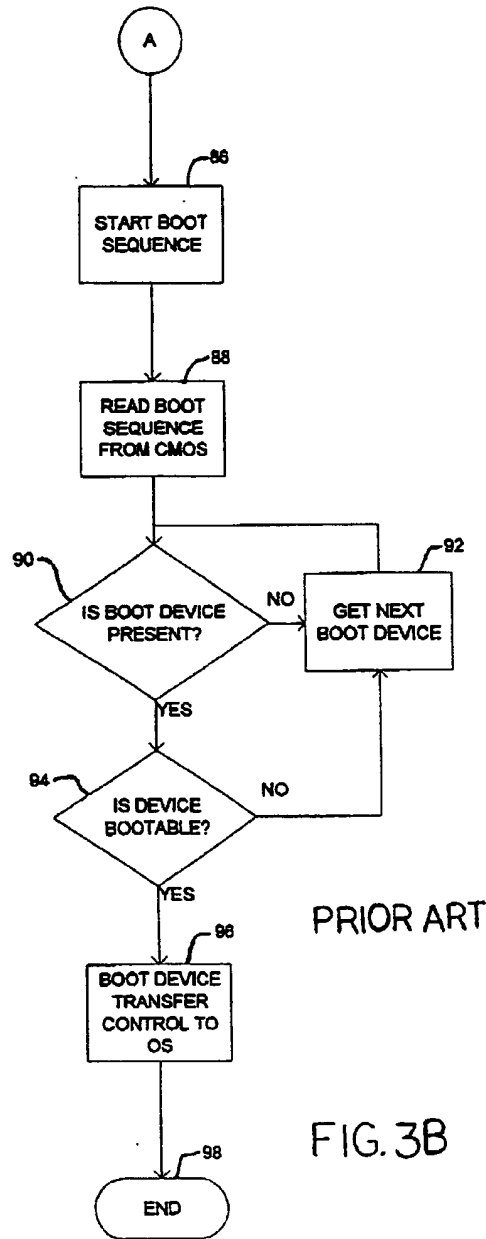 A
86
START BOOT
SEQUENCE
88
READ BOOT
SEQUENCE
FROM CMOS
90
IS BOOT DEVICE
PRESENT?
NO
92
GET NEXT
BOOT DEVICE
YES
94
IS DEVICE
BOOTABLE?
NO
YES
PRIOR ART
96
BOOT DEVICE
TRANSFER
CONTROL TO
OS
FIG. 3B
98
END